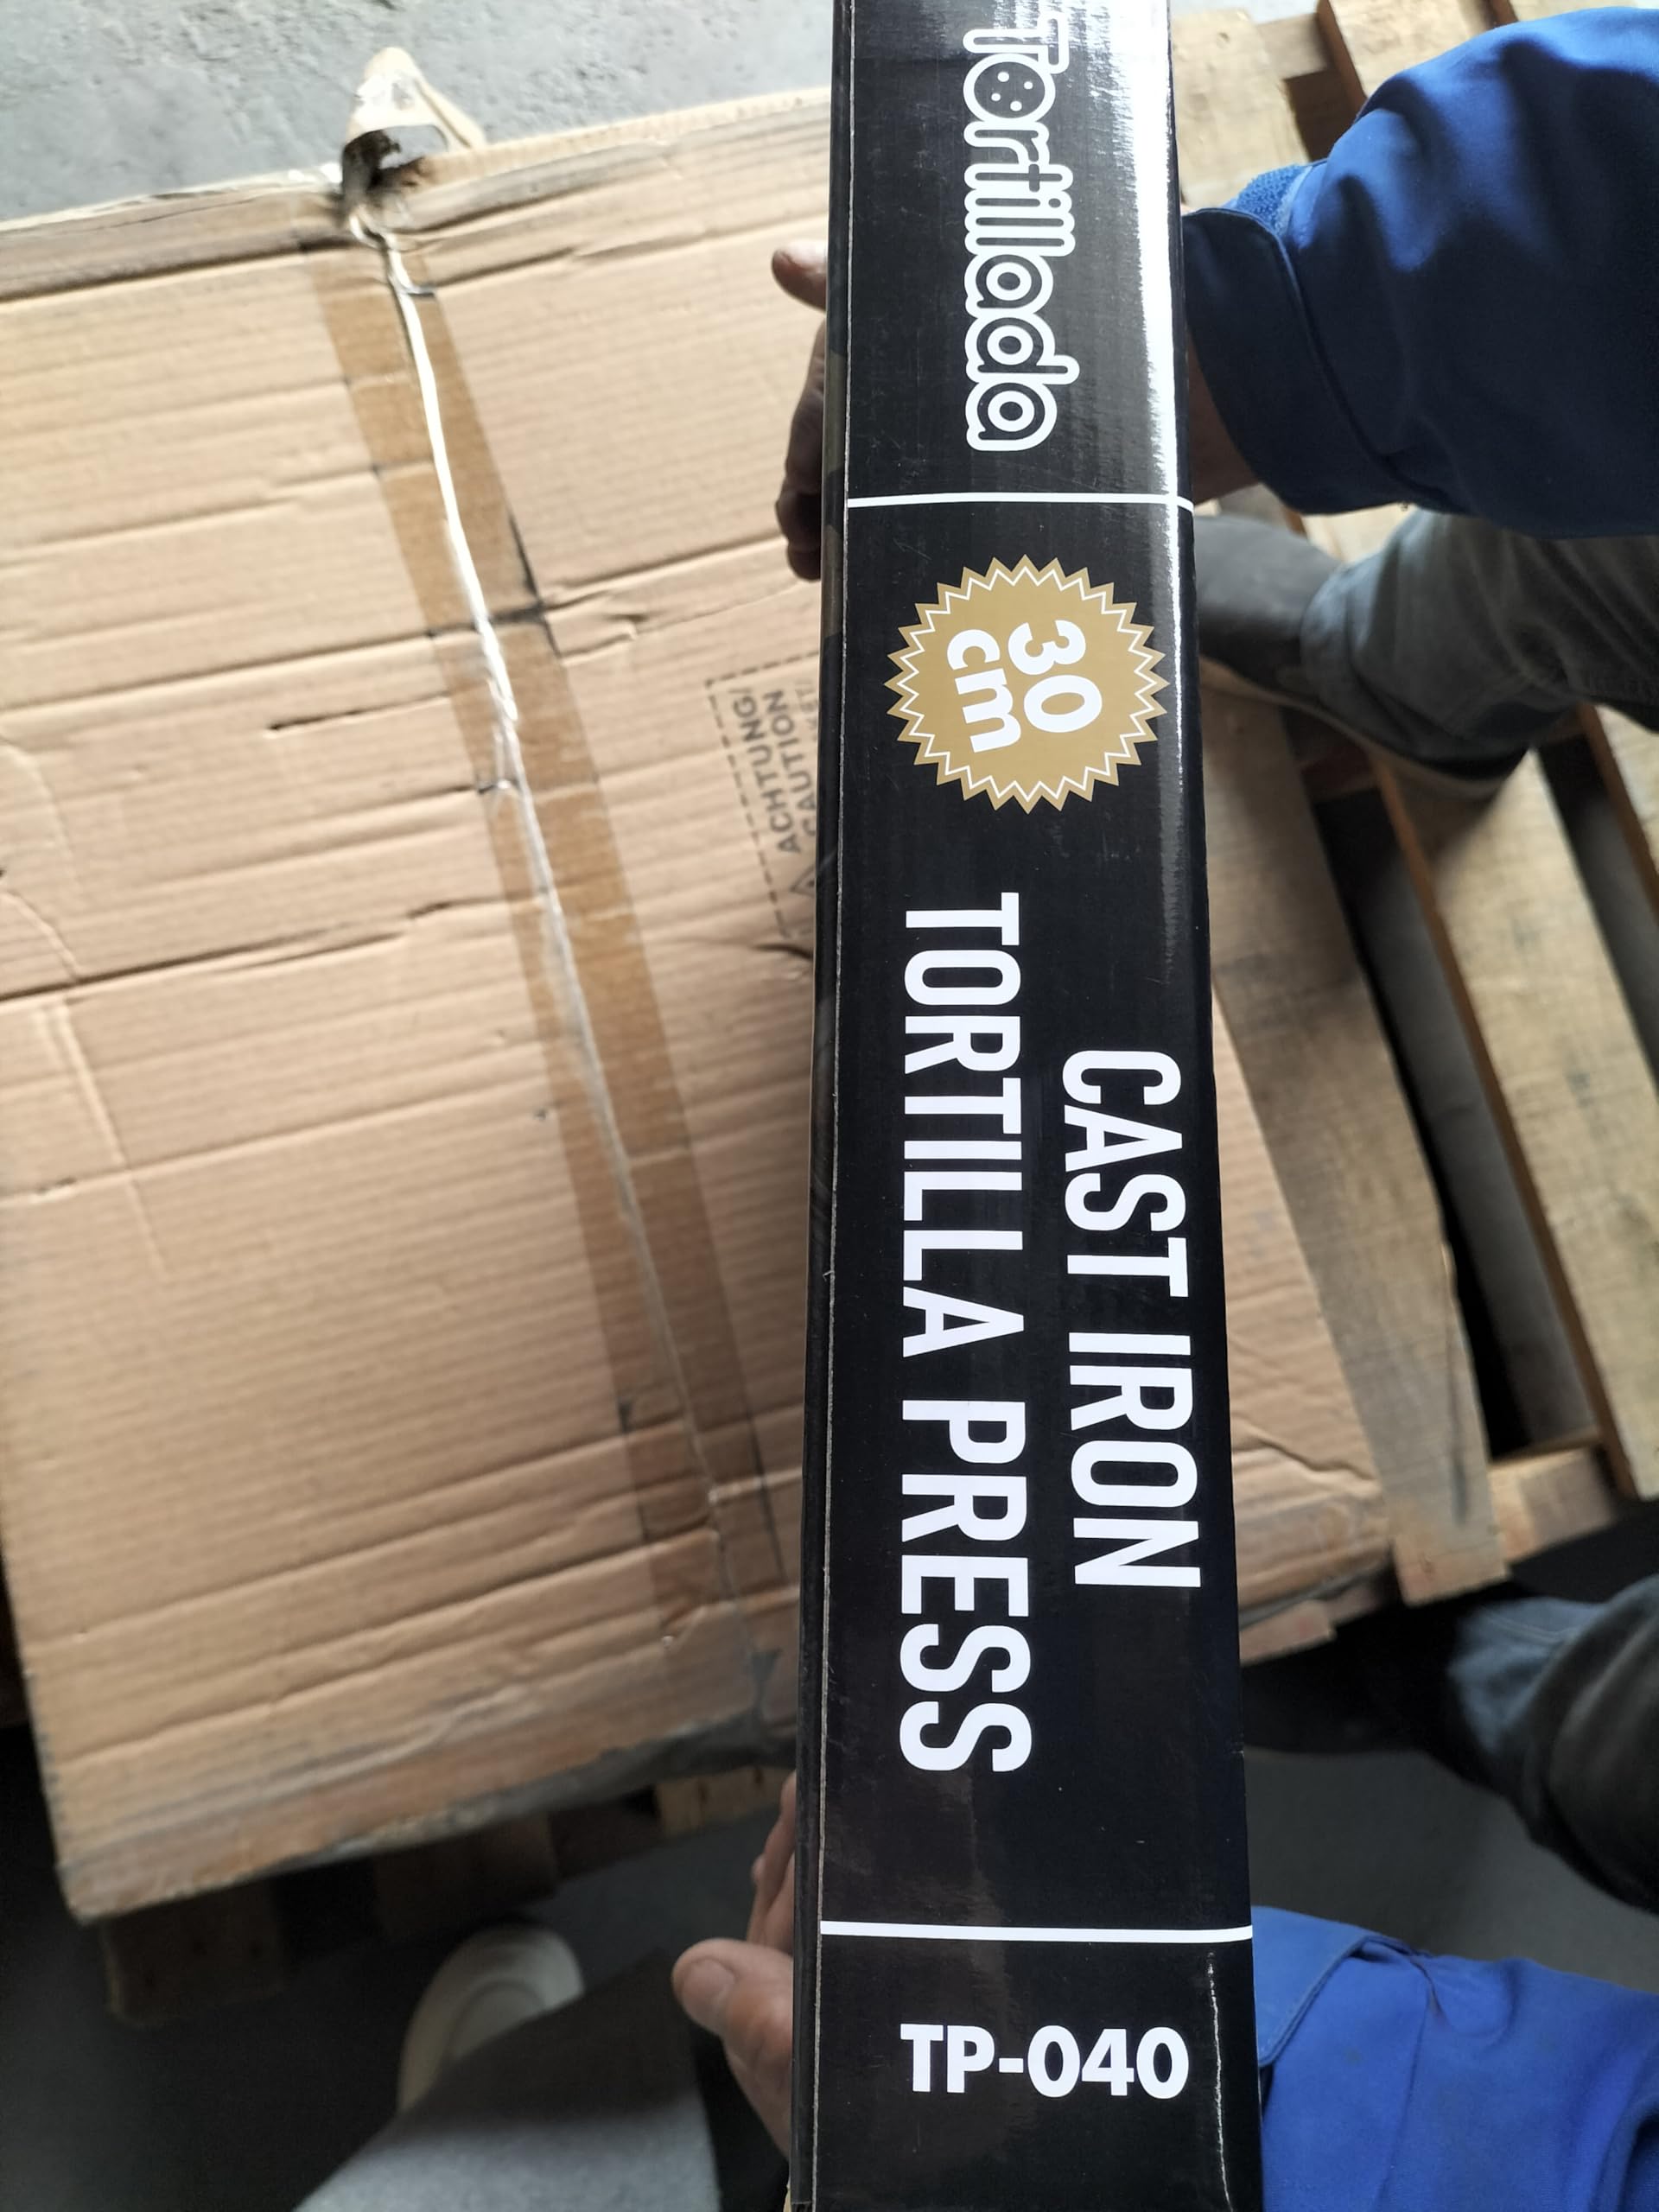 Tortillada
30
cm
CAST IRON
TORTILLA PRESS
TP-040
ACHTUNG/
CAUTION